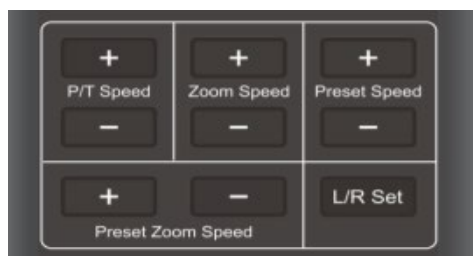 + + +
P/T Speed Zoom Speed Preset Speed
− − −
+ − L/R Set
Preset Zoom Speed